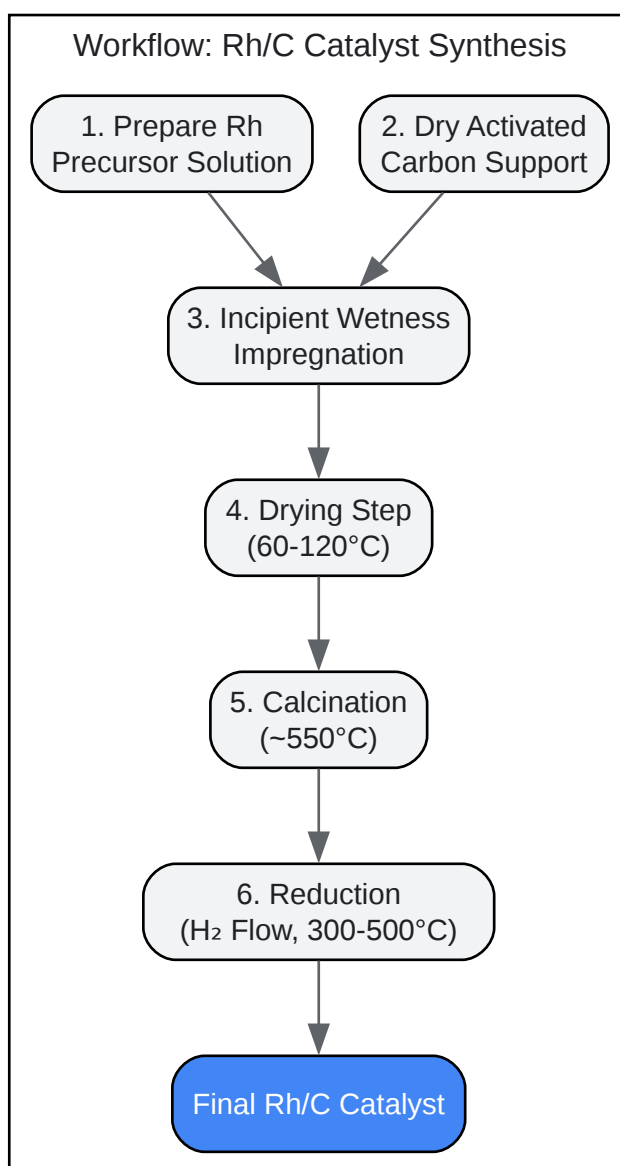 Workflow: Rh/C Catalyst Synthesis
1. Prepare Rh
Precursor Solution
2. Dry Activated
Carbon Support
3. Incipient Wetness
Impregnation
4. Drying Step
(60-120°C)
5. Calcination
(~550°C)
6. Reduction
(H₂ Flow, 300-500°C)
Final Rh/C Catalyst